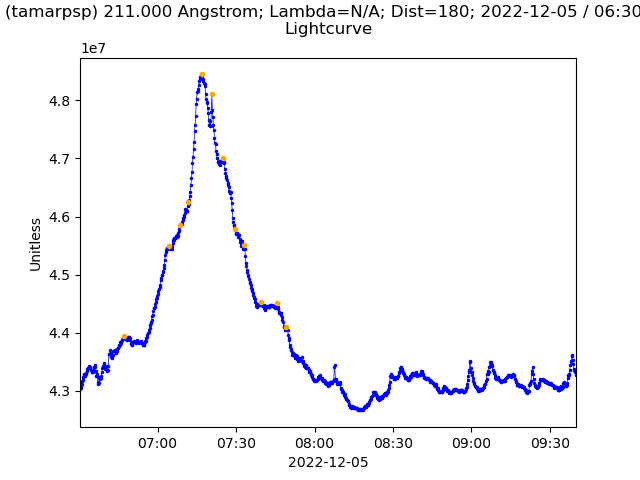 (tamarpsp) 211.000 Angstrom; Lambda=N/A; Dist=180; 2022-12-05 / 06:30
Lightcurve
1e7
4.8
4.7
4.6
4.5
4.4
4.3
Unitless
07:00 07:30 08:00 08:30 09:00 09:30
2022-12-05